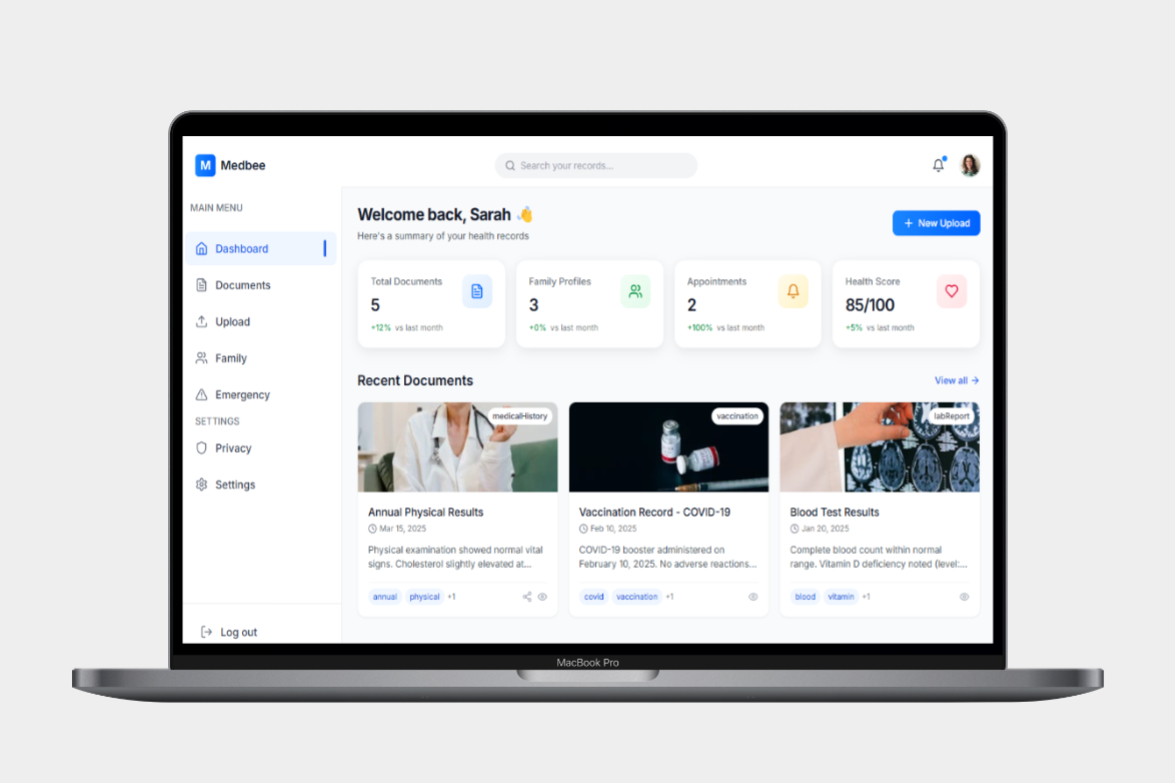 M Medbee
Search your records...
MAIN MENU
Dashboard
Documents
Upload
Family
Emergency
SETTINGS
Privacy
Settings
Log out
Welcome back, Sarah 👋
Here's a summary of your health records
+ New Upload
Total Documents
5
+12% vs last month
Family Profiles
3
+0% vs last month
Appointments
2
+100% vs last month
Health Score
85/100
+5% vs last month
Recent Documents
View all →
medicalHistory
Annual Physical Results
Mar 15, 2025
Physical examination showed normal vital
signs. Cholesterol slightly elevated at...
annual physical +1
vaccination
Vaccination Record - COVID-19
Feb 10, 2025
COVID-19 booster administered on
February 10, 2025. No adverse reactions...
covid vaccination +1
labReport
Blood Test Results
Jan 20, 2025
Complete blood count within normal
range. Vitamin D deficiency noted (level:...
blood vitamin +1
MacBook Pro